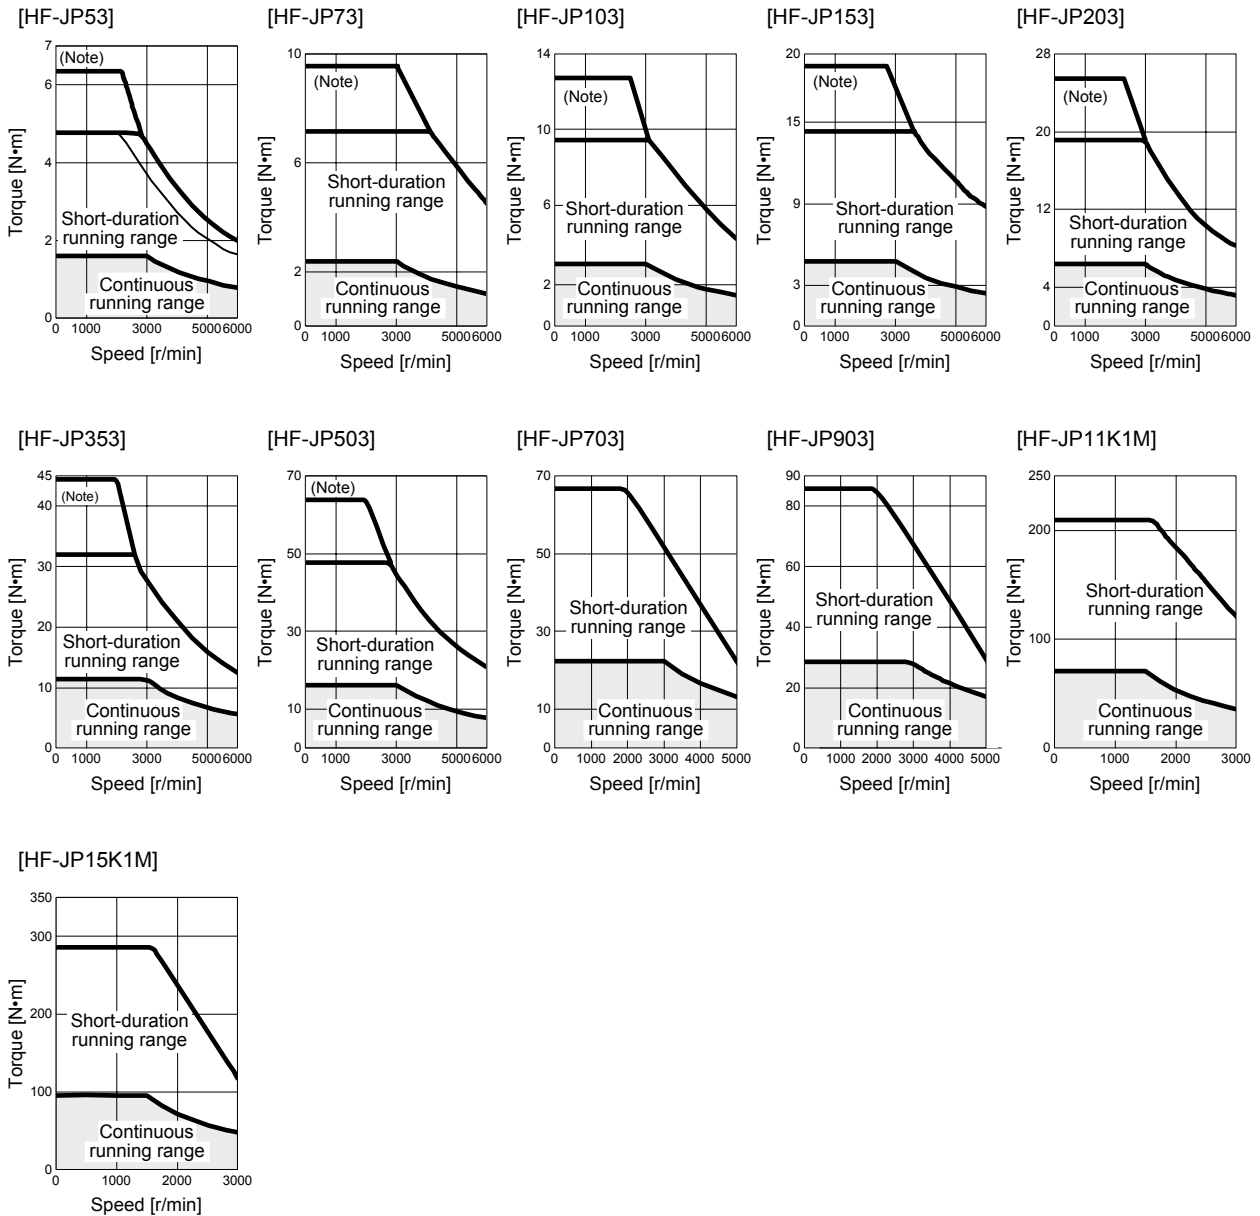 [HF-JP53]
7
(Note)
6
4
2
0
Torque [N•m]
Short-duration
running range
Continuous
running range
0 1000 3000 5000 6000
Speed [r/min]
[HF-JP73]
10
(Note)
6
2
0
Torque [N•m]
Short-duration
running range
Continuous
running range
0 1000 3000 5000 6000
Speed [r/min]
[HF-JP103]
14
(Note)
10
6
2
0
Torque [N•m]
Short-duration
running range
Continuous
running range
0 1000 3000 5000 6000
Speed [r/min]
[HF-JP153]
20
(Note)
15
9
3
0
Torque [N•m]
Short-duration
running range
Continuous
running range
0 1000 3000 5000 6000
Speed [r/min]
[HF-JP203]
28
(Note)
20
12
4
0
Torque [N•m]
Short-duration
running range
Continuous
running range
0 1000 3000 5000 6000
Speed [r/min]
[HF-JP353]
45
(Note)
40
30
20
10
0
Torque [N•m]
Short-duration
running range
Continuous
running range
0 1000 3000 5000 6000
Speed [r/min]
[HF-JP503]
70
(Note)
50
30
10
0
Torque [N•m]
Short-duration
running range
Continuous
running range
0 1000 3000 5000 6000
Speed [r/min]
[HF-JP703]
70
50
30
10
0
Torque [N•m]
Short-duration
running range
Continuous
running range
0 1000 2000 3000 4000 5000
Speed [r/min]
[HF-JP903]
90
80
60
40
20
0
Torque [N•m]
Short-duration
running range
Continuous
running range
0 1000 2000 3000 4000 5000
Speed [r/min]
[HF-JP11K1M]
250
200
100
0
Torque [N•m]
Short-duration
running range
Continuous
running range
0 1000 2000 3000
Speed [r/min]
[HF-JP15K1M]
350
300
200
100
0
Torque [N•m]
Short-duration
running range
Continuous
running range
0 1000 2000 3000
Speed [r/min]